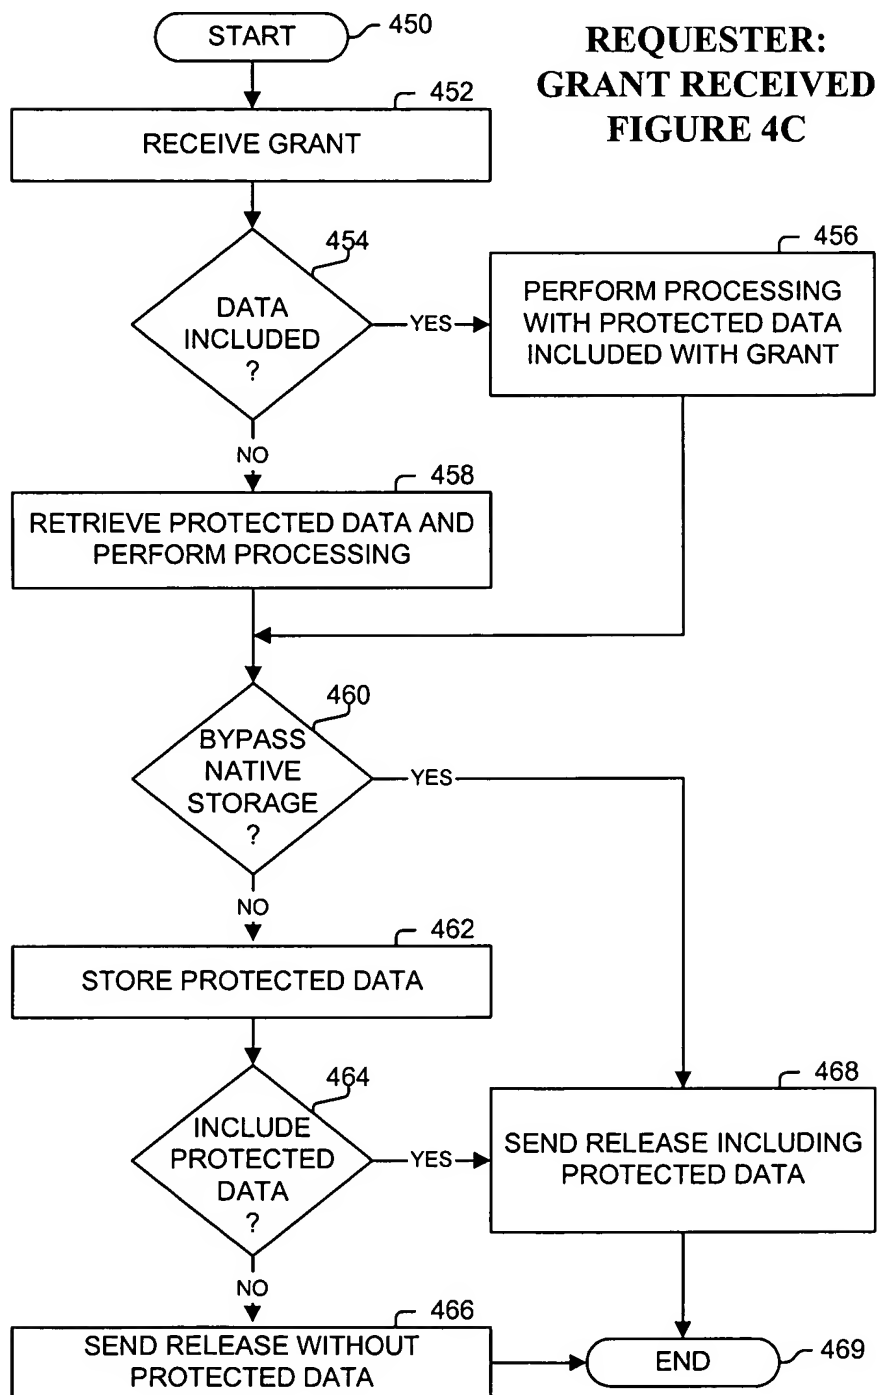 START
450
REQUESTER:
GRANT RECEIVED
FIGURE 4C
452
RECEIVE GRANT
454
DATA
INCLUDED
?
YES
456
PERFORM PROCESSING
WITH PROTECTED DATA
INCLUDED WITH GRANT
NO
458
RETRIEVE PROTECTED DATA AND
PERFORM PROCESSING
460
BYPASS
NATIVE
STORAGE
?
YES
NO
462
STORE PROTECTED DATA
464
INCLUDE
PROTECTED
DATA
?
YES
468
SEND RELEASE INCLUDING
PROTECTED DATA
NO
466
SEND RELEASE WITHOUT
PROTECTED DATA
END
469